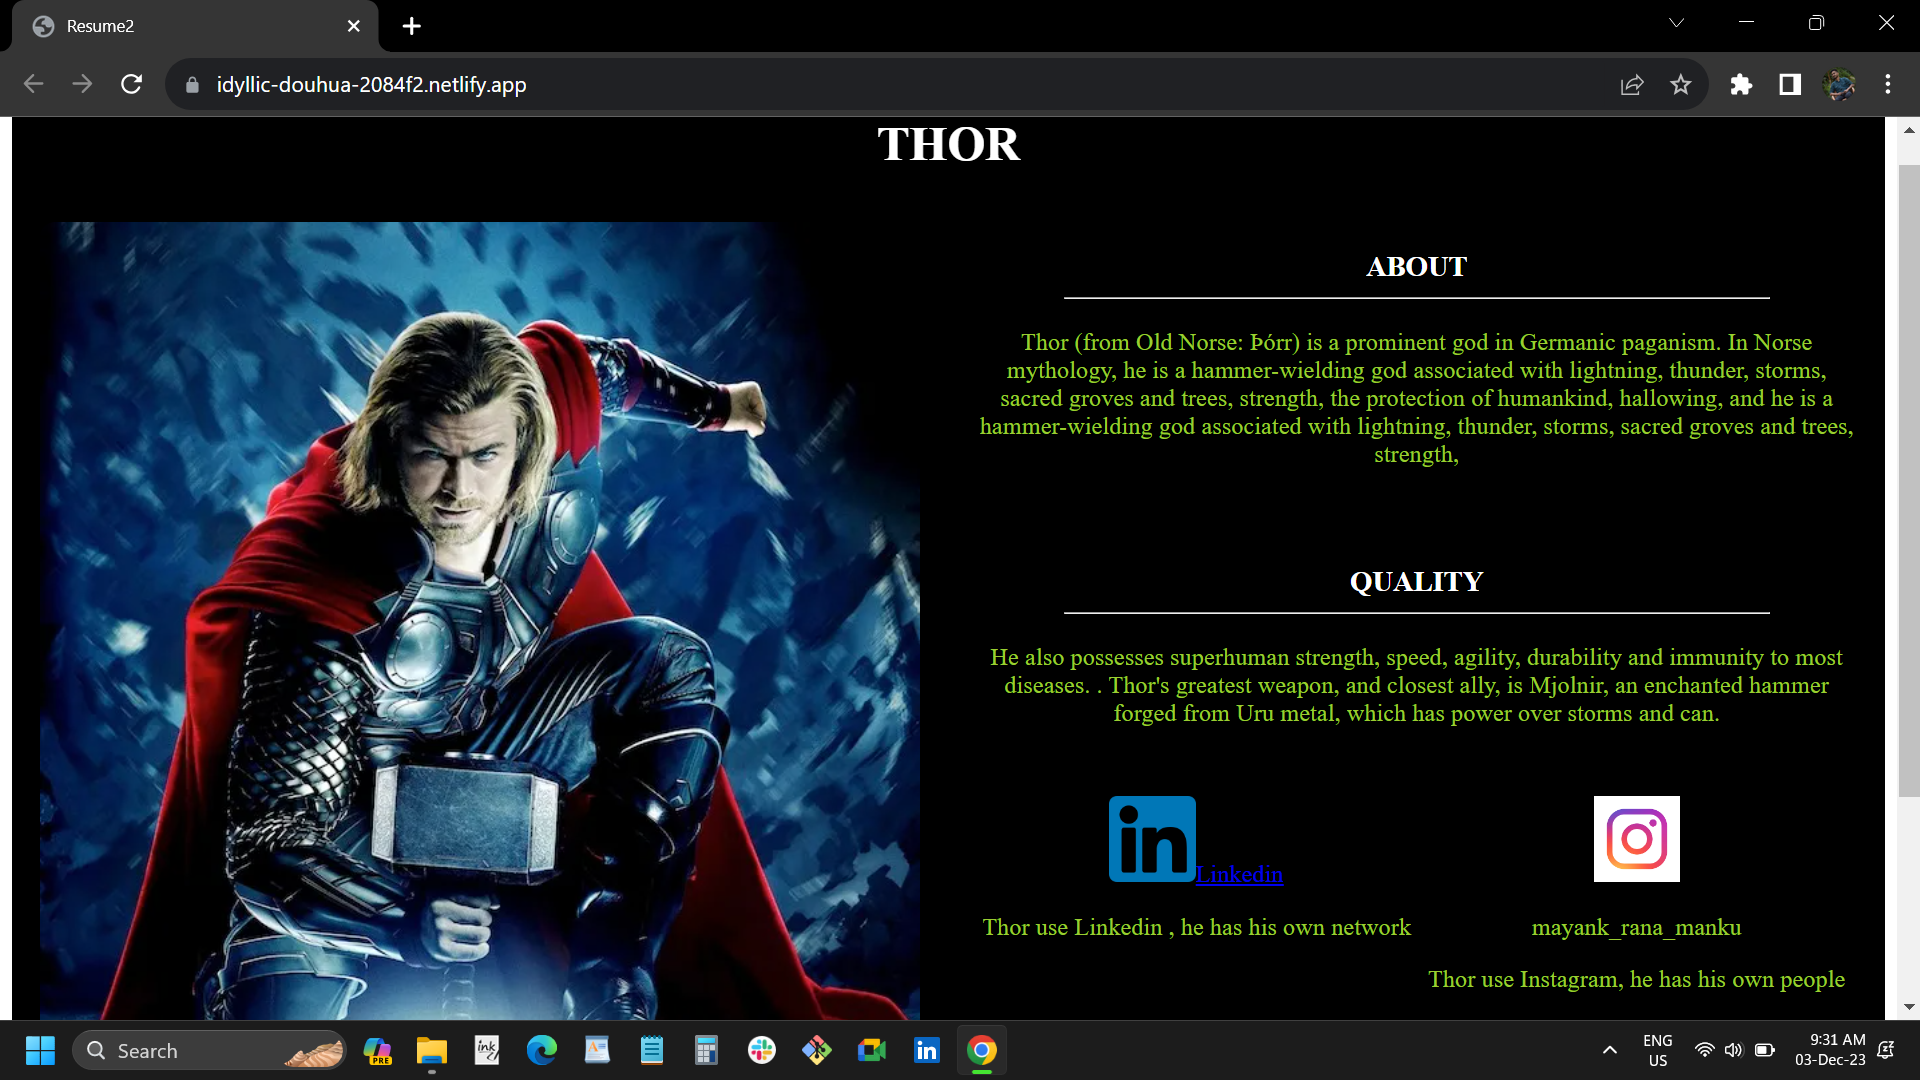 Resume2
idyllic-douhua-2084f2.netlify.app
THOR
ABOUT
Thor (from Old Norse: Þórr) is a prominent god in Germanic paganism. In Norse
mythology, he is a hammer-wielding god associated with lightning, thunder, storms,
sacred groves and trees, strength, the protection of humankind, hallowing, and he is a
hammer-wielding god associated with lightning, thunder, storms, sacred groves and trees,
strength,
QUALITY
He also possesses superhuman strength, speed, agility, durability and immunity to most
diseases. . Thor's greatest weapon, and closest ally, is Mjolnir, an enchanted hammer
forged from Uru metal, which has power over storms and can.
in
Linkedin
Thor use Linkedin , he has his own network
mayank_rana_manku
Thor use Instagram, he has his own people
Search
PRE
ink
in
ENG
US
9:31 AM
03-Dec-23